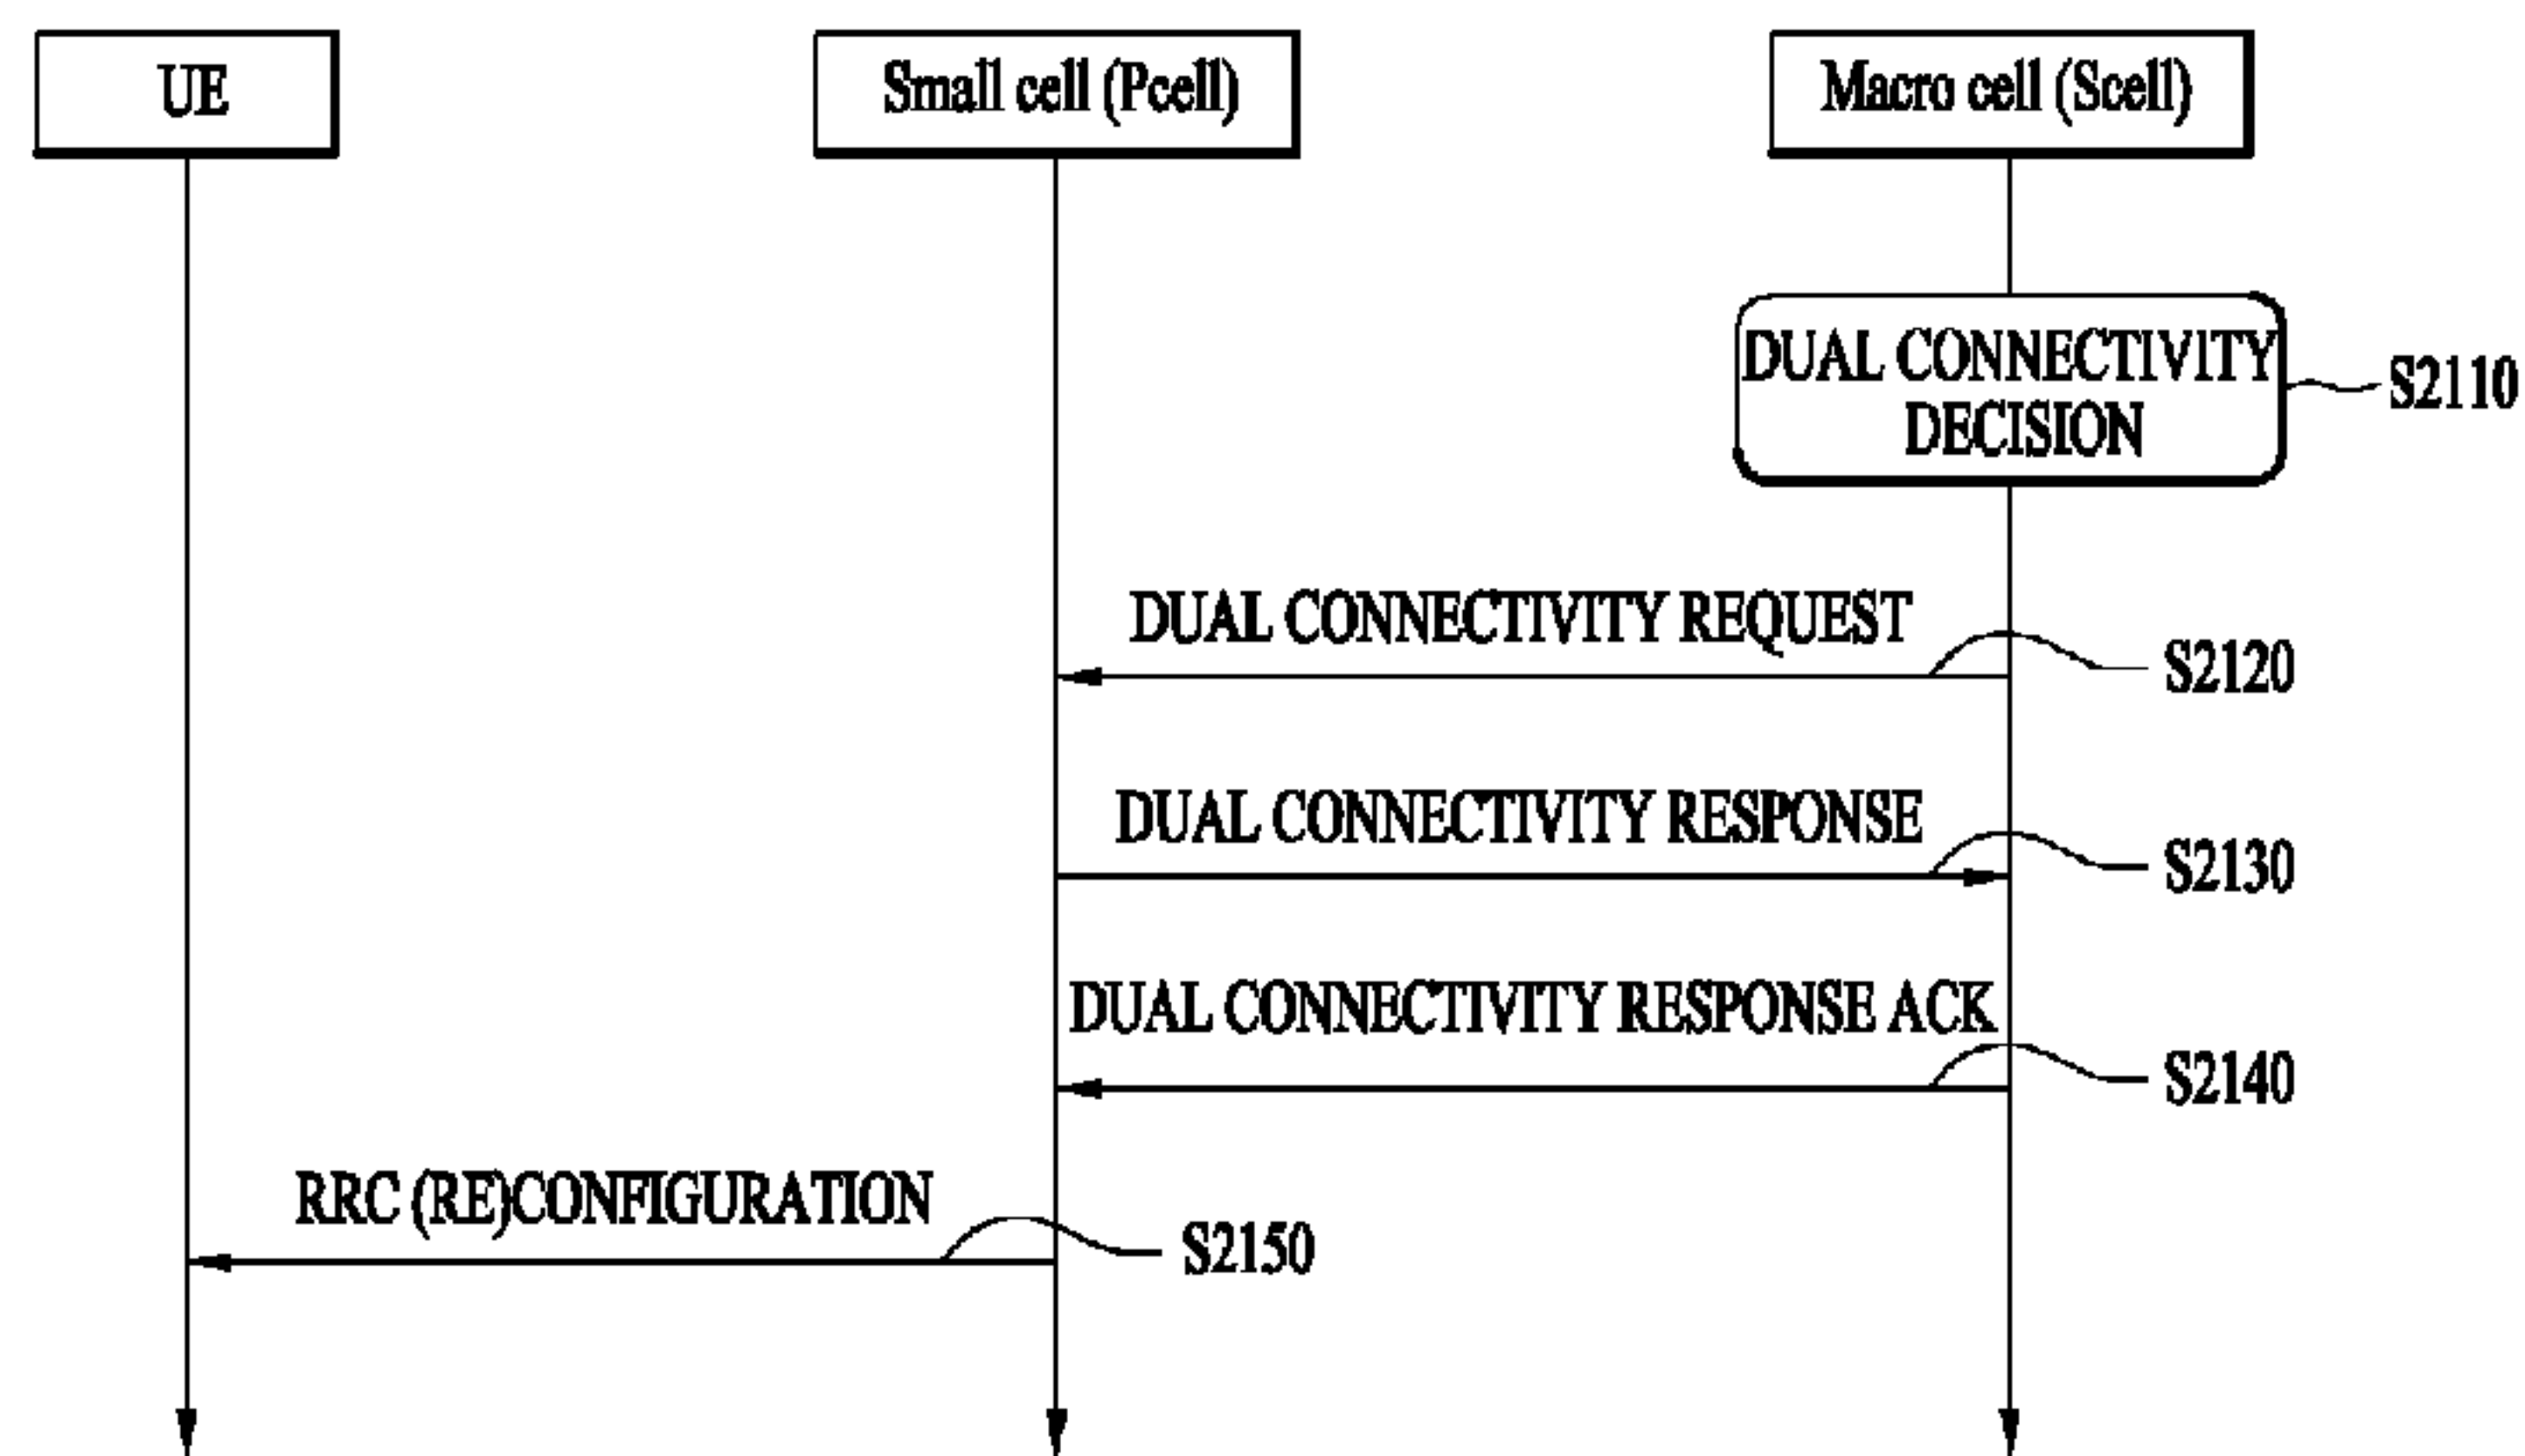 UE
Small cell (Pcell)
Macro cell (Scell)
DUAL CONNECTIVITY
DECISION
S2110
DUAL CONNECTIVITY REQUEST
S2120
DUAL CONNECTIVITY RESPONSE
S2130
DUAL CONNECTIVITY RESPONSE ACK
S2140
RRC (RE)CONFIGURATION
S2150